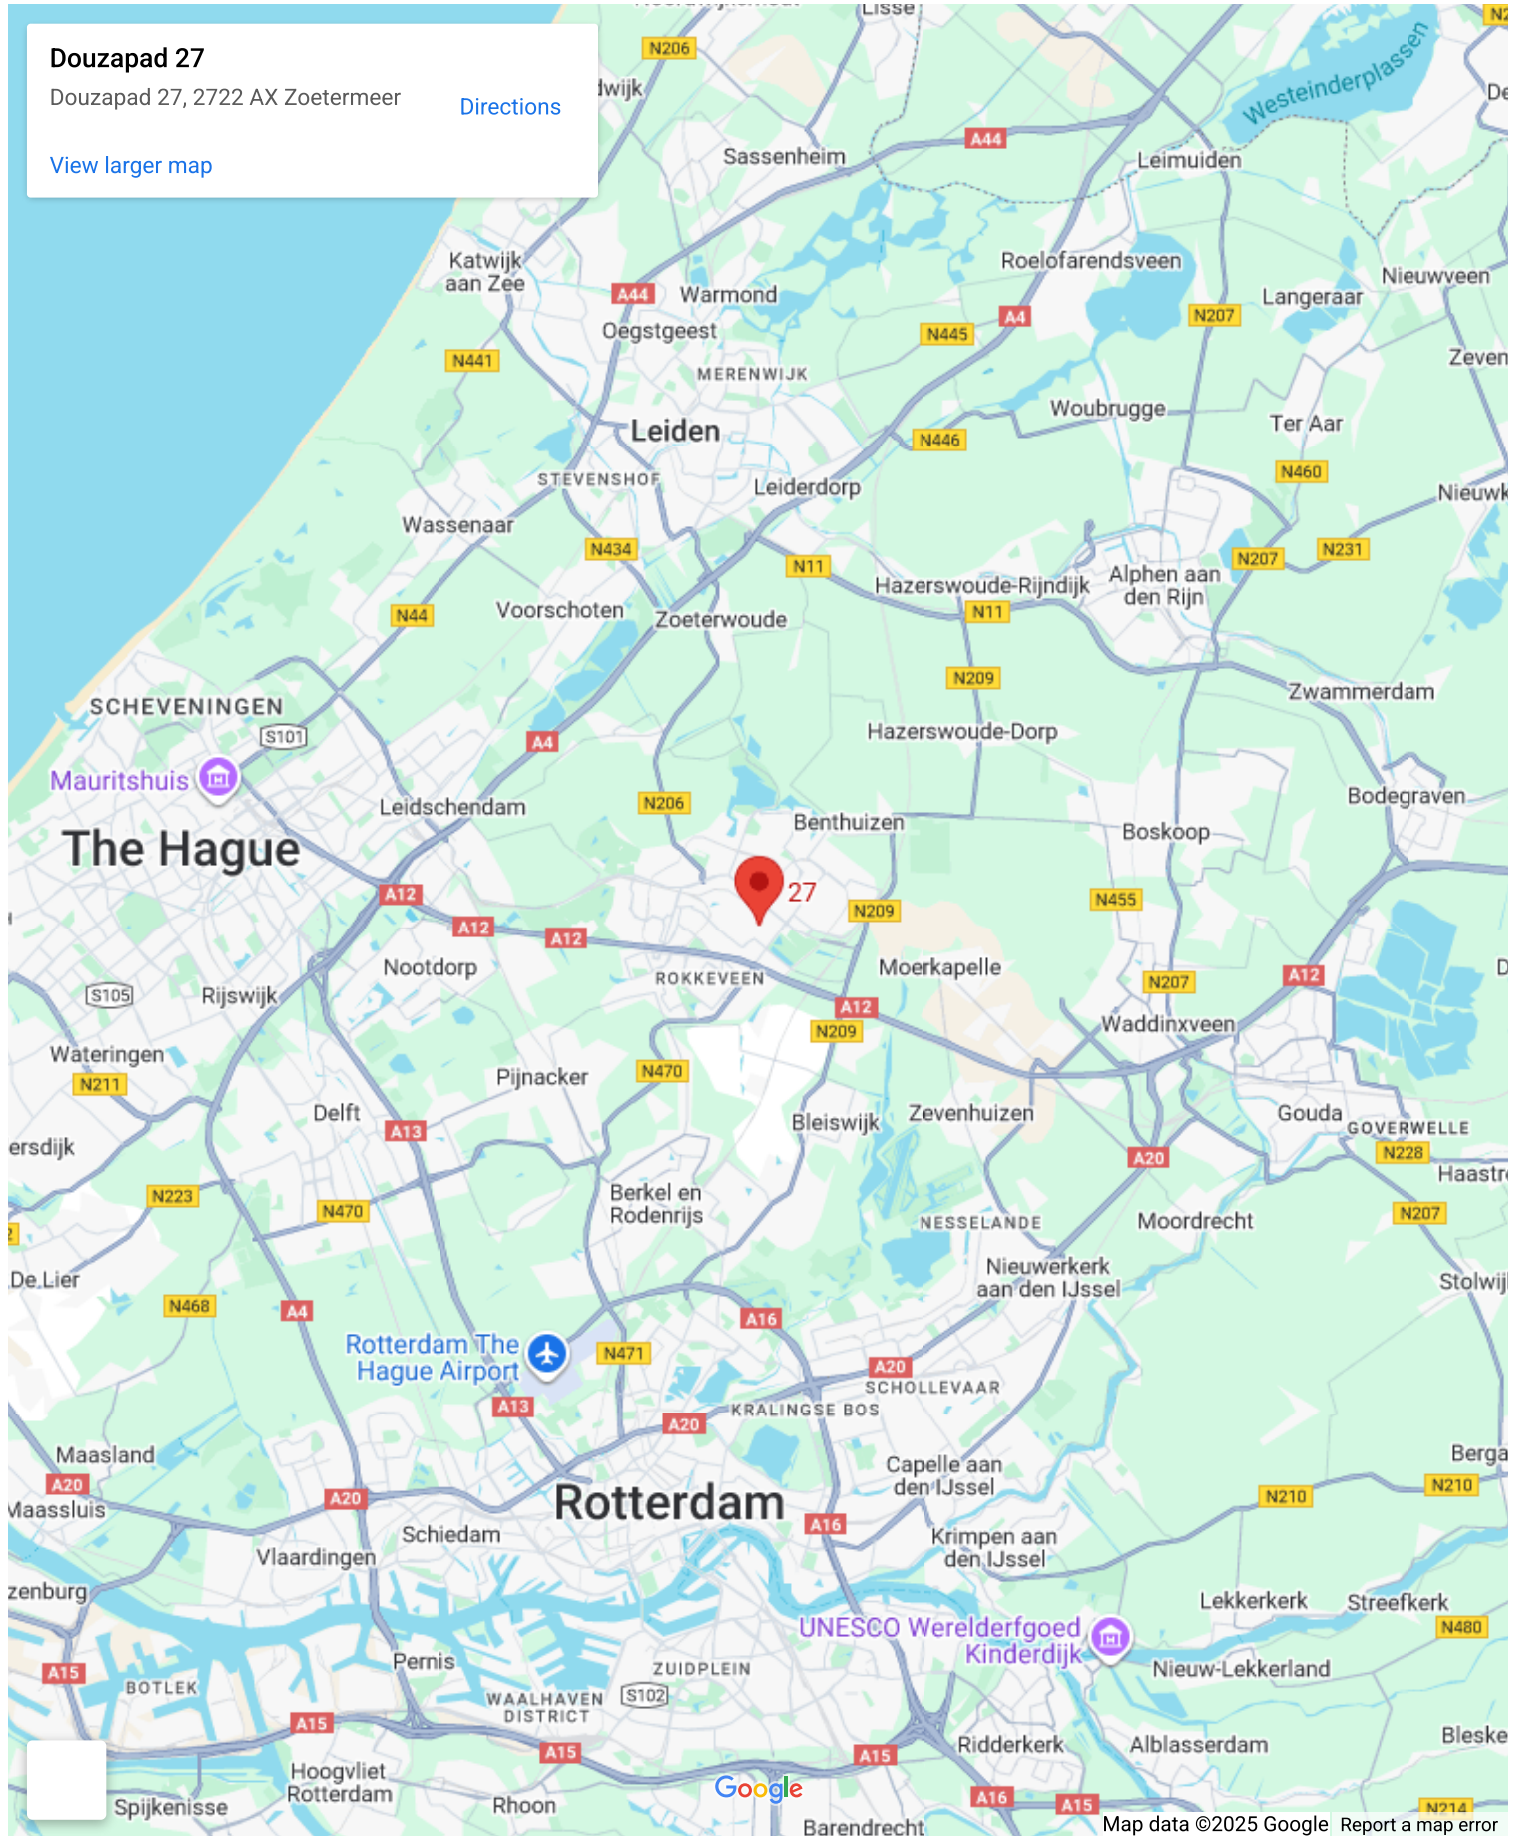 Douzapad 27
Douzapad 27, 2722 AX Zoetermeer
Directions
View larger map
Lisse
N206
Westeinderplassen
A44
Sassenheim
Leimuiden
Katwijk
aan Zee
Roelofarendsveen
Nieuwveen
A44
Warmond
Langeraar
A4
N207
Oegstgeest
N445
N441
MERENWIJK
Woubrugge
Ter Aar
Leiden
N446
N460
STEVENSHOF
Leiderdorp
Wassenaar
N434
N231
N207
N11
Alphen aan
den Rijn
Hazerswoude-Rijndijk
N44
Voorschoten
N11
Zoeterwoude
N209
Zwammerdam
SCHEVENINGEN
S101
Hazerswoude-Dorp
A4
Mauritshuis
Bodegraven
Leidschendam
N206
Benthuizen
Boskoop
The Hague
A12
27
N455
N209
A12
A12
Nootdorp
ROKKEVEEN
Moerkapelle
A12
N207
S105
Rijswijk
A12
Waddinxveen
N209
Wateringen
N211
Pijnacker
N470
Delft
Bleiswijk
Zevenhuizen
Gouda
GOVERWELLE
A13
ersdijk
A20
N228
Haastr
N223
Berkel en
Rodenrijs
N470
NESSELANDE
Moordrecht
N207
De Lier
Nieuwerkerk
aan den IJssel
Stolwij
N468
A4
A16
Rotterdam The
Hague Airport
N471
A20
SCHOLLEVAAR
A13
KRALINGSE BOS
A20
Maasland
Berga
Capelle aan
den IJssel
A20
N210
N210
A20
Maassluis
Rotterdam
A16
Schiedam
Krimpen aan
den IJssel
Vlaardingen
zenburg
Lekkerkerk
Streefkerk
UNESCO Werelderfgoed
Kinderdijk
N480
Pernis
ZUIDPLEIN
Nieuw-Lekkerland
A15
BOTLEK
S102
WAALHAVEN
DISTRICT
A15
A15
A15
Ridderkerk
Alblasserdam
Bleske
Hoogvliet
Rotterdam
Google
A16
A15
Spijkenisse
Rhoon
N214
Barendrecht
Map data ©2025 Google
Report a map error